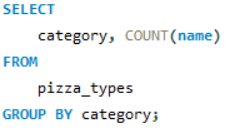 SELECT
category, COUNT(name)
FROM
pizza_types
GROUP BY category;